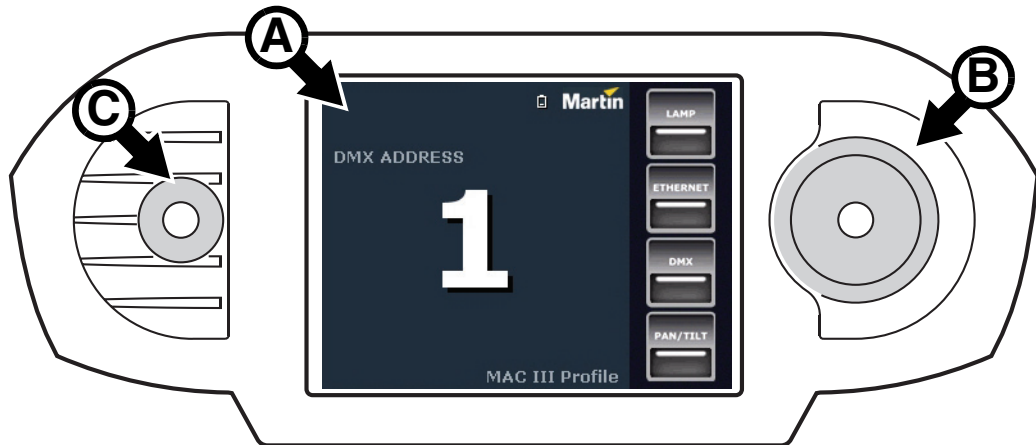 A
B
C
Martin
LAMP
DMX ADDRESS
ETHERNET
1
DMX
PAN/TILT
MAC III Profile